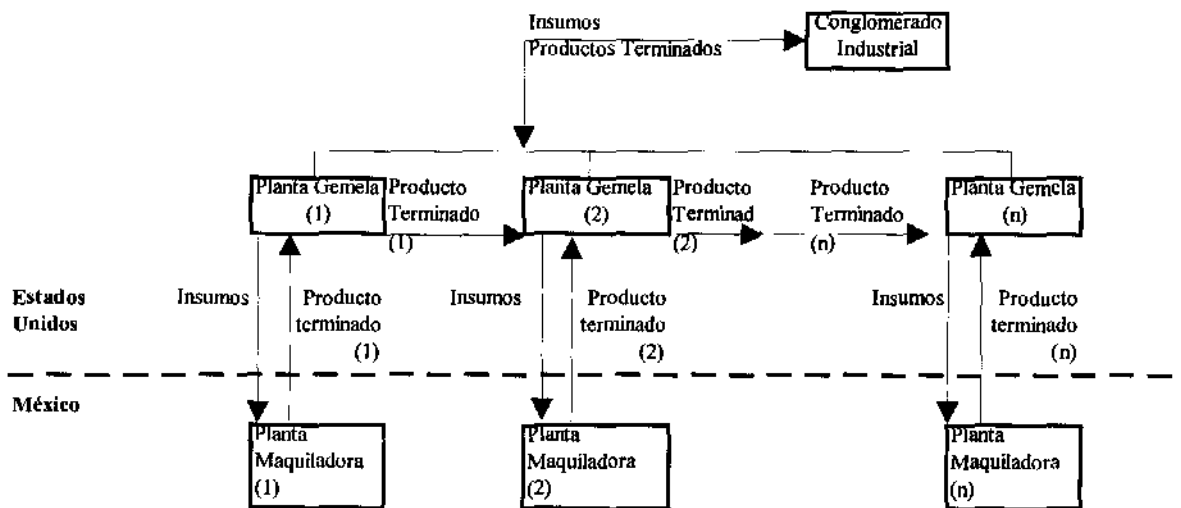 Insumos
Productos Terminados
Conglomerado
Industrial
Planta Gemela
(1)
Producto
Terminado
(1)
Planta Gemela
(2)
Producto
Terminad
(2)
Producto
Terminado
(n)
Planta Gemela
(n)
Estados
Unidos
Insumos
Producto
terminado
(1)
Insumos
Producto
terminado
(2)
Insumos
Producto
terminado
(n)
México
Planta
Maquiladora
(1)
Planta
Maquiladora
(2)
Planta
Maquiladora
(n)